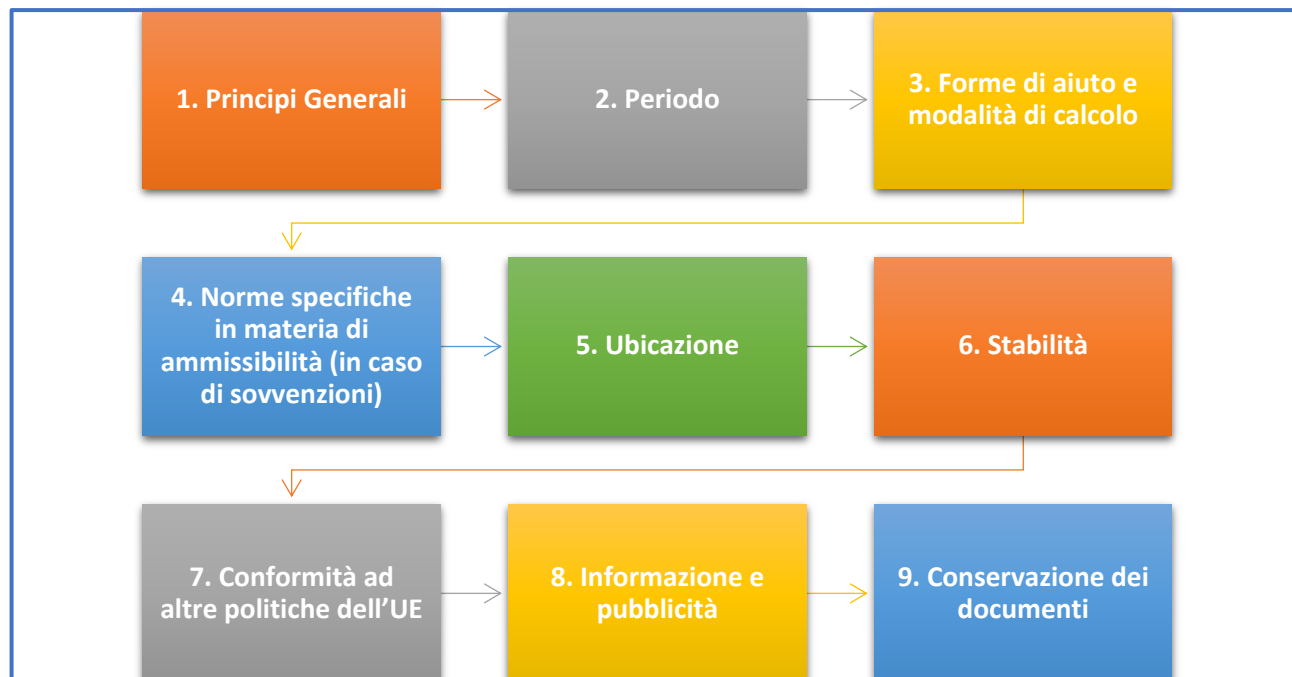 1. Principi Generali
2. Periodo
3. Forme di aiuto e
modalità di calcolo
4. Norme specifiche
in materia di
ammissibilità (in caso
di sovvenzioni)
5. Ubicazione
6. Stabilità
7. Conformità ad
altre politiche dell’UE
8. Informazione e
pubblicità
9. Conservazione dei
documenti